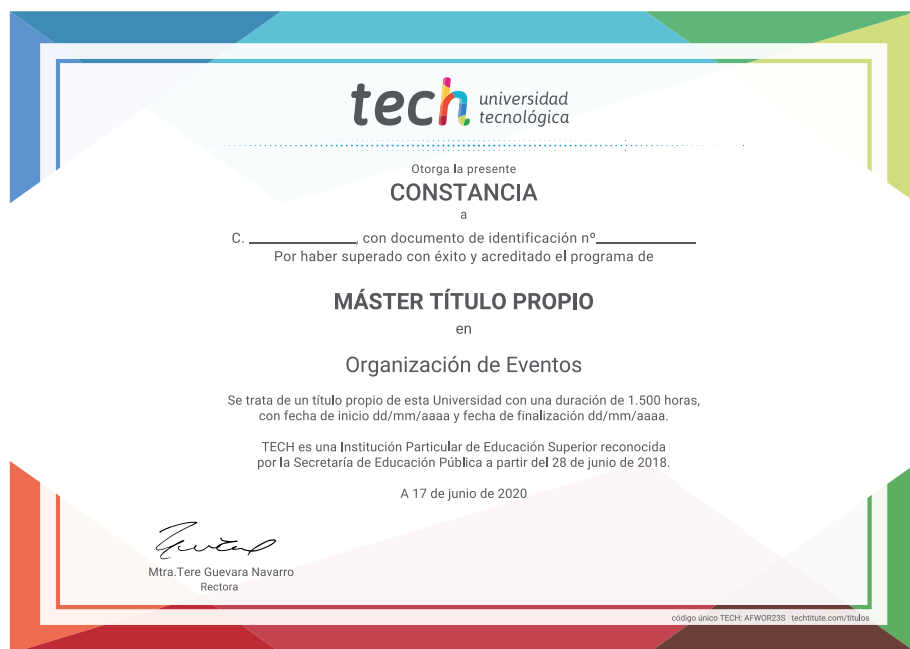 tech universidad
tecnológica
Otorga la presente
CONSTANCIA
a
C. ____________, con documento de identificación nº____________
Por haber superado con éxito y acreditado el programa de
MÁSTER TÍTULO PROPIO
en
Organización de Eventos
Se trata de un título propio de esta Universidad con una duración de 1.500 horas,
con fecha de inicio dd/mm/aaaa y fecha de finalización dd/mm/aaaa.
TECH es una Institución Particular de Educación Superior reconocida
por la Secretaría de Educación Pública a partir del 28 de junio de 2018.
A 17 de junio de 2020
Mtra.Tere Guevara Navarro
Rectora
código único TECH: AFWOR23S techtitute.com/titulos